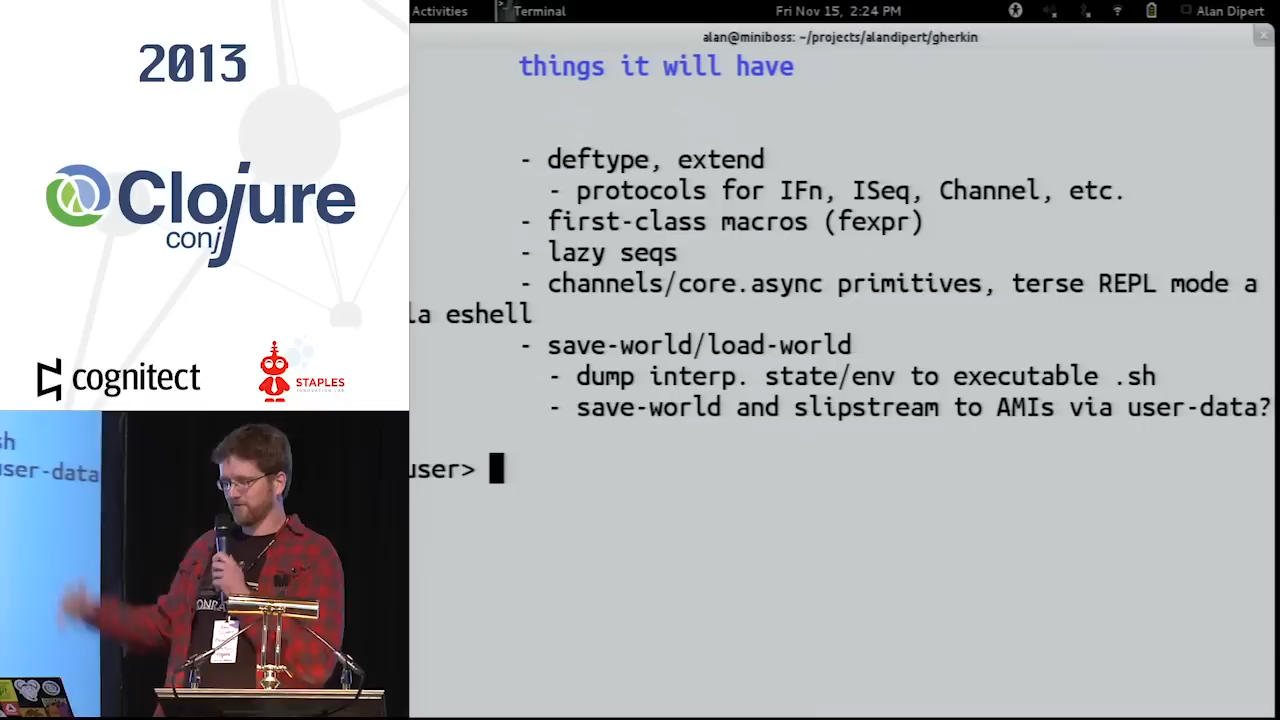 Activities
Terminal
Fri Nov 15, 2:24 PM
Alan Dipert
alan@miniboss: ~/projects/alandipert/gherkin
2013
Clojure
conj
cognitect
STAPLES
things it will have
- deftype, extend
- protocols for IFn, ISeq, Channel, etc.
- first-class macros (fexpr)
- lazy seqs
- channels/core.async primitives, terse REPL mode a
la eshell
- save-world/load-world
- dump interp. state/env to executable .sh
- save-world and slipstream to AMIs via user-data?
user>
sh
user-data